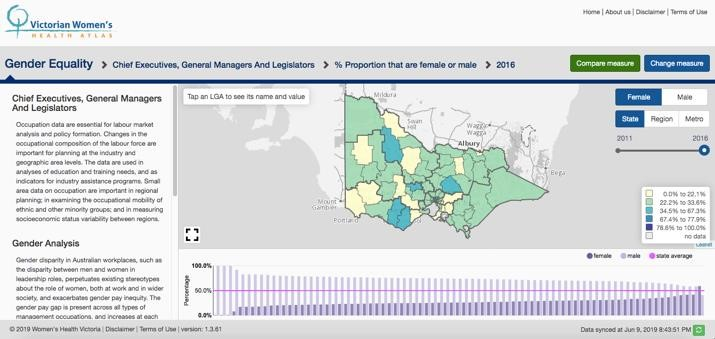 Victorian Women's
HEALTH ATLAS
Home | About us | Disclaimer | Terms of Use
Gender Equality > Chief Executives, General Managers And Legislators > % Proportion that are female or male > 2016
Compare measure
Change measure
Chief Executives, General Managers
And Legislators
Occupation data are essential for labour market
analysis and policy formation. Changes in the
occupational composition of the labour force are
important for planning at the industry and
geographic area levels. The data used in
analyses of education and training needs, and as
indicators for industry assistance programs. Small
area data on occupation are important in regional
planning; in examining the occupational mobility of
ethnic and other minority groups; and in measuring
socioeconomic status variability between regions.
Gender Analysis
Gender disparity in Australian workplaces, such as
the disparity between men and women in
leadership roles, perpetuates existing stereotypes
about the role of women, both at work and in wider
society, and exacerbates gender pay inequity. The
gender pay gap is present across all types of
management occupations, and increases at each
Tap an LGA to see its name and value
Mildura
Swan
Hill
Wagga
Wagga
Albury
Bega
Mount
Gambier
Portland
Female
Male
State
Region
Metro
2011
2016
0.0% to 22.1%
22.2% to 33.6%
34.5% to 67.3%
67.4% to 77.9%
78.6% to 100.0%
no data
Leaflet
female
male
state average
Percentage
100.0%
50.0%
0.0%
© 2019 Women's Health Victoria | Disclaimer | Terms of Use | version: 1.3.61
Data synced at Jun 9, 2019 8:43:51 PM